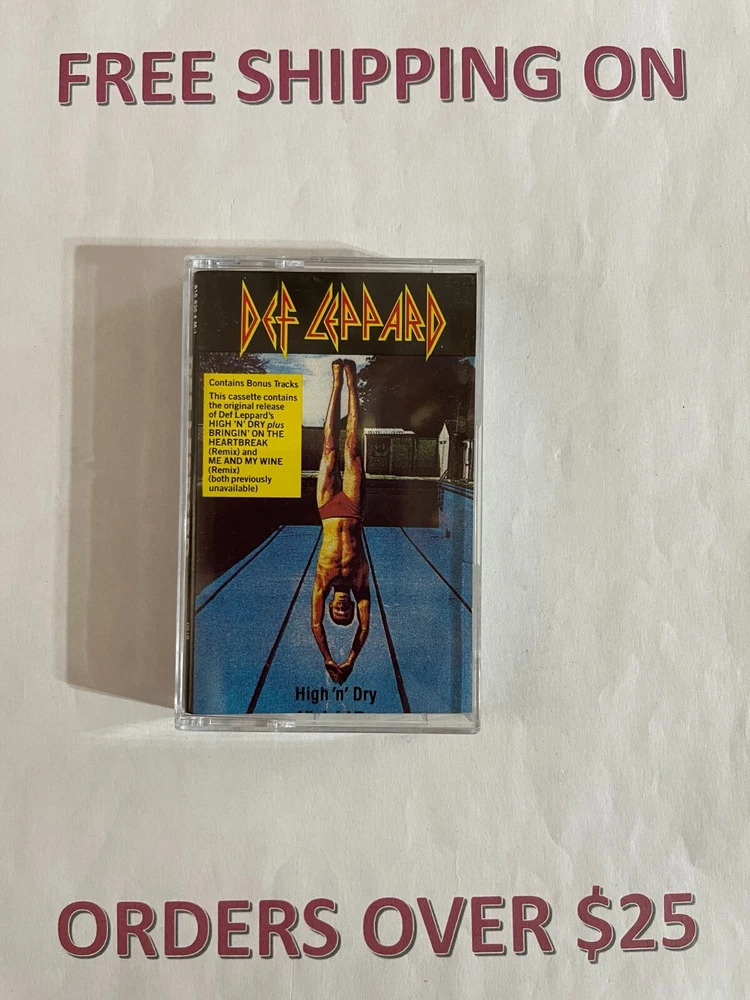 FREE SHIPPING ON
DEF LEPPARD
Contains Bonus Tracks
This cassette contains
the original release
of Def Leppard's
HIGH 'N' DRY plus
BRINGIN' ON THE
HEARTBREAK
(Remix) and
ME AND MY WINE
(Remix)
(both previously
unavailable)
High 'n' Dry
ORDERS OVER $25